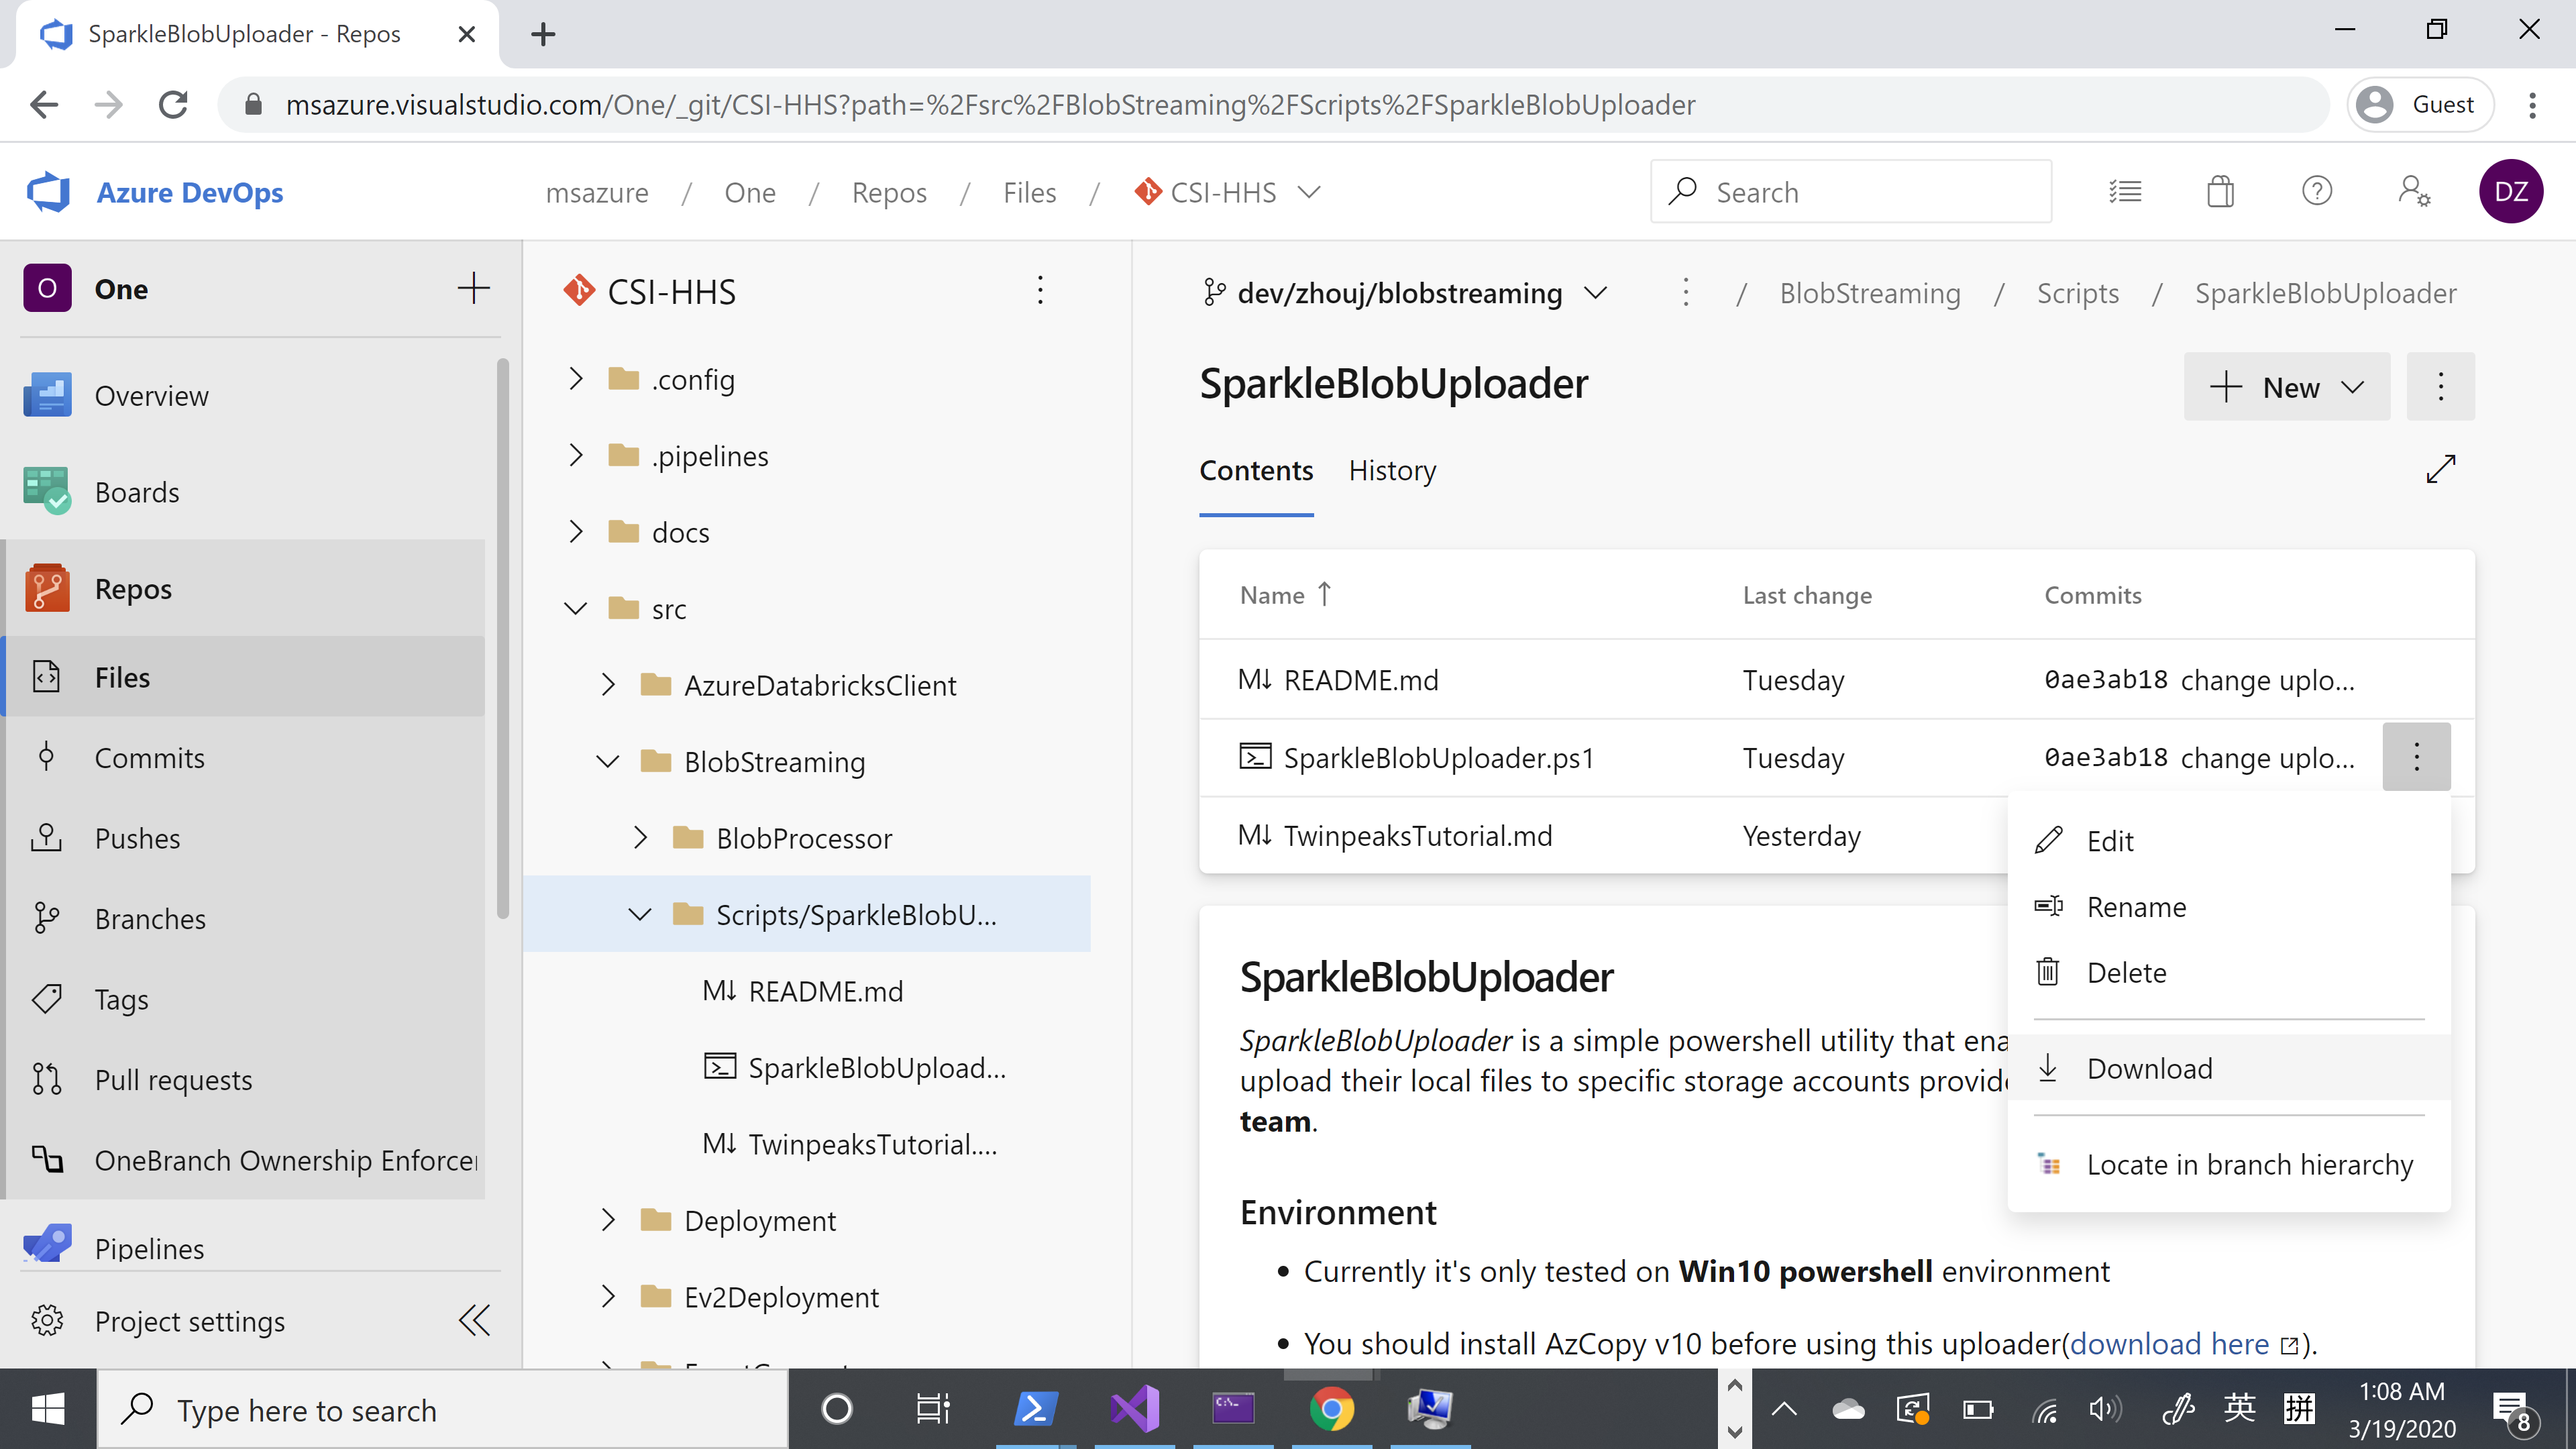 SparkleBlobUploader - Repos
msazure.visualstudio.com/One/_git/CSI-HHS?path=%2Fsrc%2FBlobStreaming%2FScripts%2FSparkleBlobUploader
Guest
Azure DevOps
msazure / One / Repos / Files / CSI-HHS
Search
DZ
O One
Overview
Boards
Repos
Files
Commits
Pushes
Branches
Tags
Pull requests
OneBranch Ownership
Pipelines
Project settings
CSI-HHS
.config
.pipelines
docs
src
AzureDatabricksClient
BlobStreaming
BlobProcessor
Scripts/SparkleBlobU...
README.md
SparkleBlobUpload...
TwinpeaksTutorial....
Deployment
Ev2Deployment
dev/zhouj/blobstreaming / BlobStreaming / Scripts / SparkleBlobUploader
SparkleBlobUploader
New
Contents History
Name Last change Commits
README.md Tuesday 0ae3ab18 change uplo...
SparkleBlobUploader.ps1 Tuesday 0ae3ab18 change uplo...
TwinpeaksTutorial.md Yesterday
Edit
Rename
Delete
Download
Locate in branch hierarchy
SparkleBlobUploader
SparkleBlobUploader is a simple powershell utility that
upload their local files to specific storage accounts
team.
Environment
• Currently it's only tested on Win10 powershell environment
• You should install AzCopy v10 before using this uploader(download here).
Type here to search
英 拼
1:08 AM
3/19/2020
8